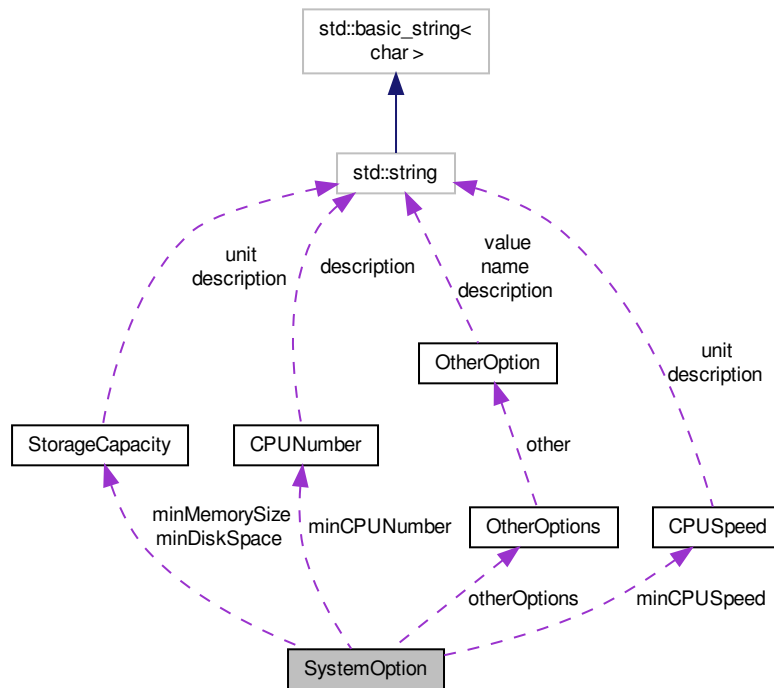 std::basic_string<
char >
std::string
unit
description
description
value
name
description
OtherOption
unit
description
StorageCapacity
CPUNumber
other
minMemorySize
minDiskSpace
minCPUNumber
OtherOptions
CPUSpeed
otherOptions
minCPUSpeed
SystemOption